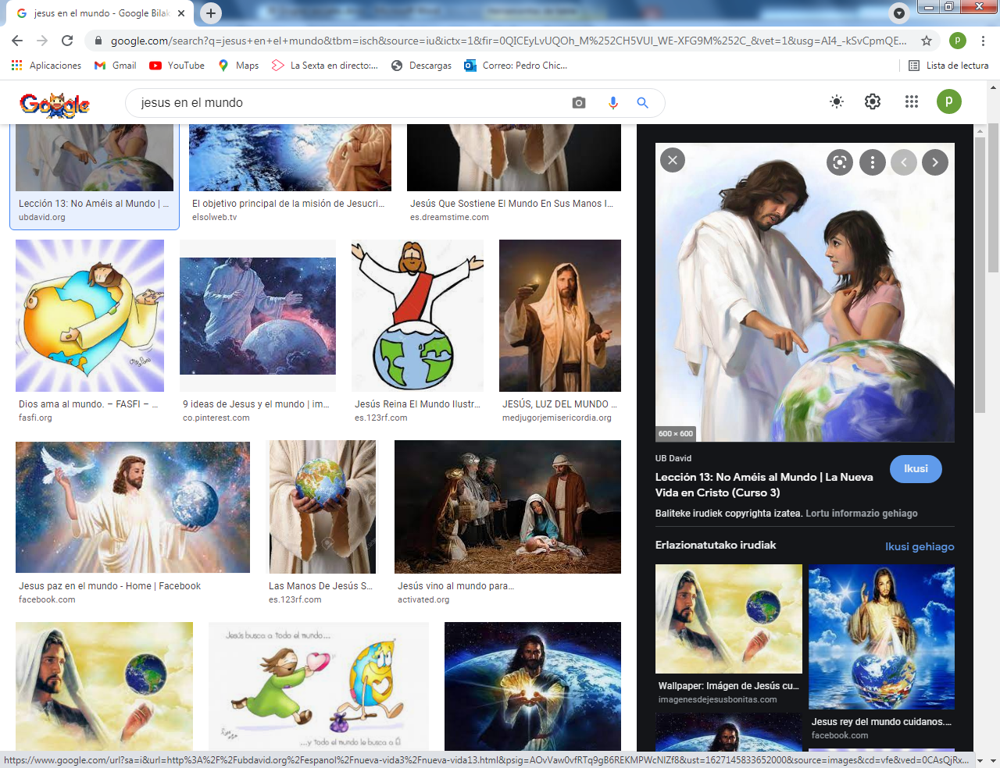 jesus en el mundo - Google Bilak
google.com/search?q=jesus+en+el+mundo&tbm=isch&source=iu&ictx=1&fir=0QICEyLvUQOh_M%252CH5VUl_WE-XFG9M%252C_&vet=1&usg=AI4_-kSvCpmQE...
p
Aplicaciones
Gmail
YouTube
Maps
La Sexta en directo:...
Descargas
Correo: Pedro Chic...
Lista de lectura
Google
jesus en el mundo
p
Lección 13: No Améis al Mundo | ...
ubdavid.org
El objetivo principal de la misión de Jesucri...
elsolweb.tv
Jesús Que Sostiene El Mundo En Sus Manos I...
es.dreamstime.com
Dios ama al mundo. – FASFI – ...
fasfi.org
9 ideas de Jesus y el mundo | im...
co.pinterest.com
Jesús Reina El Mundo Ilustr...
es.123rf.com
JESÚS, LUZ DEL MUNDO ...
medjugorjemisericordia.org
Jesus paz en el mundo - Home | Facebook
facebook.com
Las Manos De Jesús S...
es.123rf.com
Jesús vino al mundo para...
activated.org
Jesús busca a todo el mundo...
...y todo el mundo le busca a Él
600 × 600
UB David
Lección 13: No Améis al Mundo | La Nueva
Vida en Cristo (Curso 3)
Ikusi
Baliteke irudiek copyrighta izatea. Lortu informazio gehiago
Erlazionatutako irudiak
Ikusi gehiago
Wallpaper: Imágen de Jesús cu...
imagenesdejesusbonitas.com
Jesus rey del mundo cuidanos....
facebook.com
https://www.google.com/url?sa=i&url=http%3A%2F%2Fubdavid.org%2Fespanol%2Fnueva-vida3%2Fnueva-vida13.html&psig=AOvVaw0vfRTq9gB6REKMPWcNlZf8&ust=1627145833652000&source=images&cd=vfe&ved=0CAsQjRx...